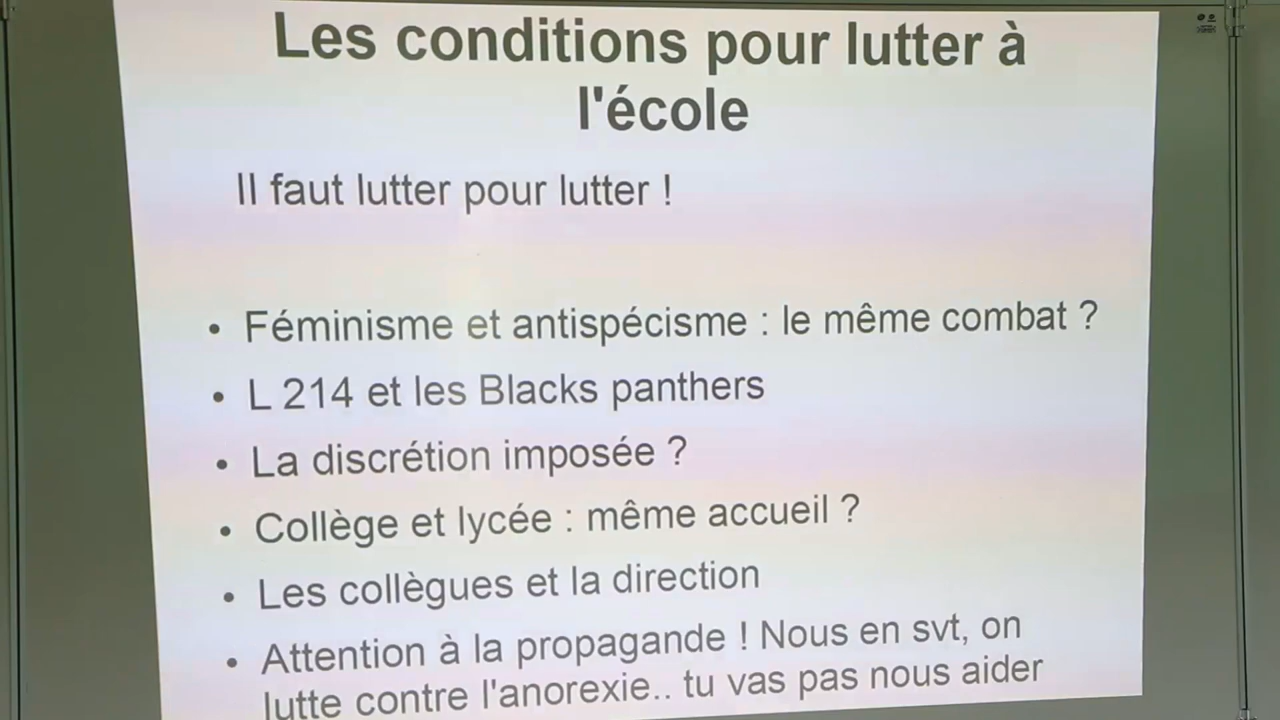 Les conditions pour lutter à
l'école
Il faut lutter pour lutter !
• Féminisme et antispécisme : le même combat ?
• L 214 et les Blacks panthers
• La discrétion imposée ?
• Collège et lycée : même accueil ?
• Les collègues et la direction
• Attention à la propagande ! Nous en svt, on
lutte contre l'anorexie.. tu vas pas nous aider